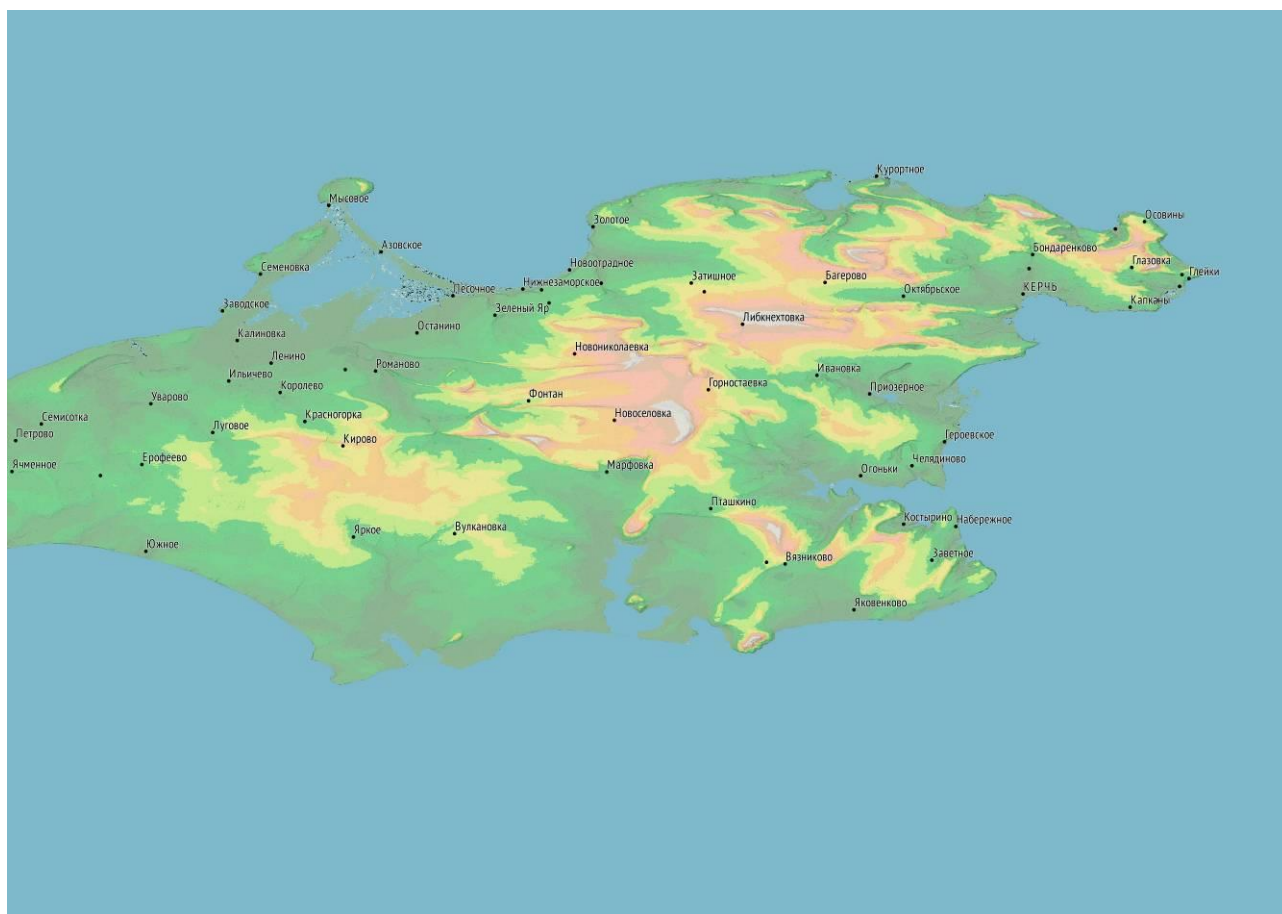 Курортное
Мысовое
Осовины
Золотое
Азовское
Бондаренково
Семеновка
Новоотрадное
Затишное
Багерово
Глазовка
Глейки
Песочное
Нижнезаморское
Октябрьское
КЕРЧЬ
Капканы
Заводское
Зеленый Яр
Либкнехтовка
Калиновка
Останино
Ленино
Новониколаевка
Романово
Ильичево
Королево
Ивановка
Горностаевка
Приозерное
Уварово
Фонтан
Семисотка
Красногорка
Новоселовка
Петрово
Луговое
Кирово
Героевское
Ячменное
Ерофеево
Марфовка
Огоньки
Челядиново
Пташкино
Яркое
Вулкановка
Костырино
Набережное
Южное
Вязниково
Заветное
Яковенково